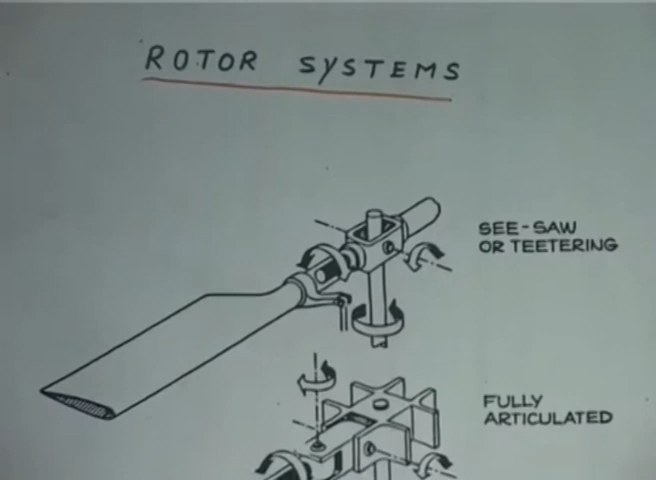 ROTOR SYSTEMS
SEE-SAW
OR TEETERING
FULLY
ARTICULATED